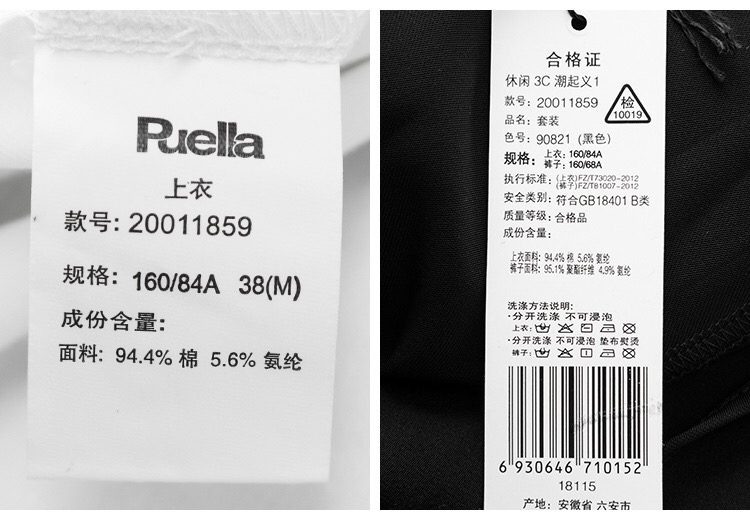 Puella
上衣
款号: 20011859
规格: 160/84A 38(M)
成份含量:
面料: 94.4% 棉 5.6% 氨纶
合格证
休闲 3C 潮起义1
款号: 20011859
检
10019
品名: 套装
色号: 90821 (黑色)
规格: 上衣: 160/84A
裤子: 160/68A
执行标准: (上衣)FZ/T73020-2012
(裤子)FZ/T81007-2012
安全类别: 符合GB18401 B类
质量等级: 合格品
成份含量:
上衣面料: 94.4% 棉 5.6% 氨纶
裤子面料: 95.1% 聚酯纤维 4.9% 氨纶
洗涤方法说明:
·分开洗涤 不可浸泡
上衣:
·分开洗涤 不可浸泡 垫布熨烫
裤子:
6 930646 710152
18115
产地: 安徽省 六安市